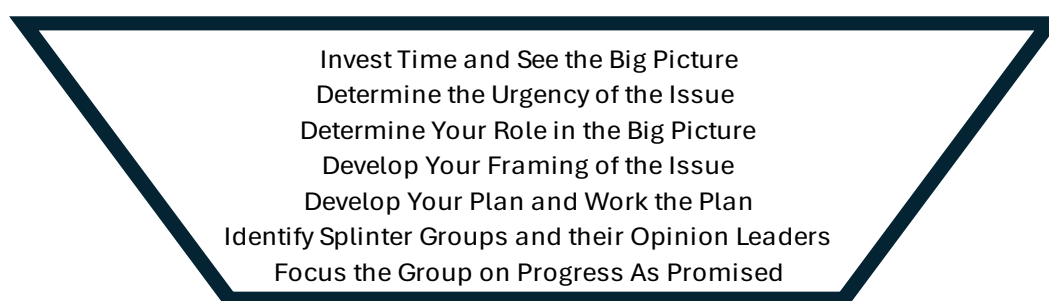 Invest Time and See the Big Picture
Determine the Urgency of the Issue
Determine Your Role in the Big Picture
Develop Your Framing of the Issue
Develop Your Plan and Work the Plan
Identify Splinter Groups and their Opinion Leaders
Focus the Group on Progress As Promised